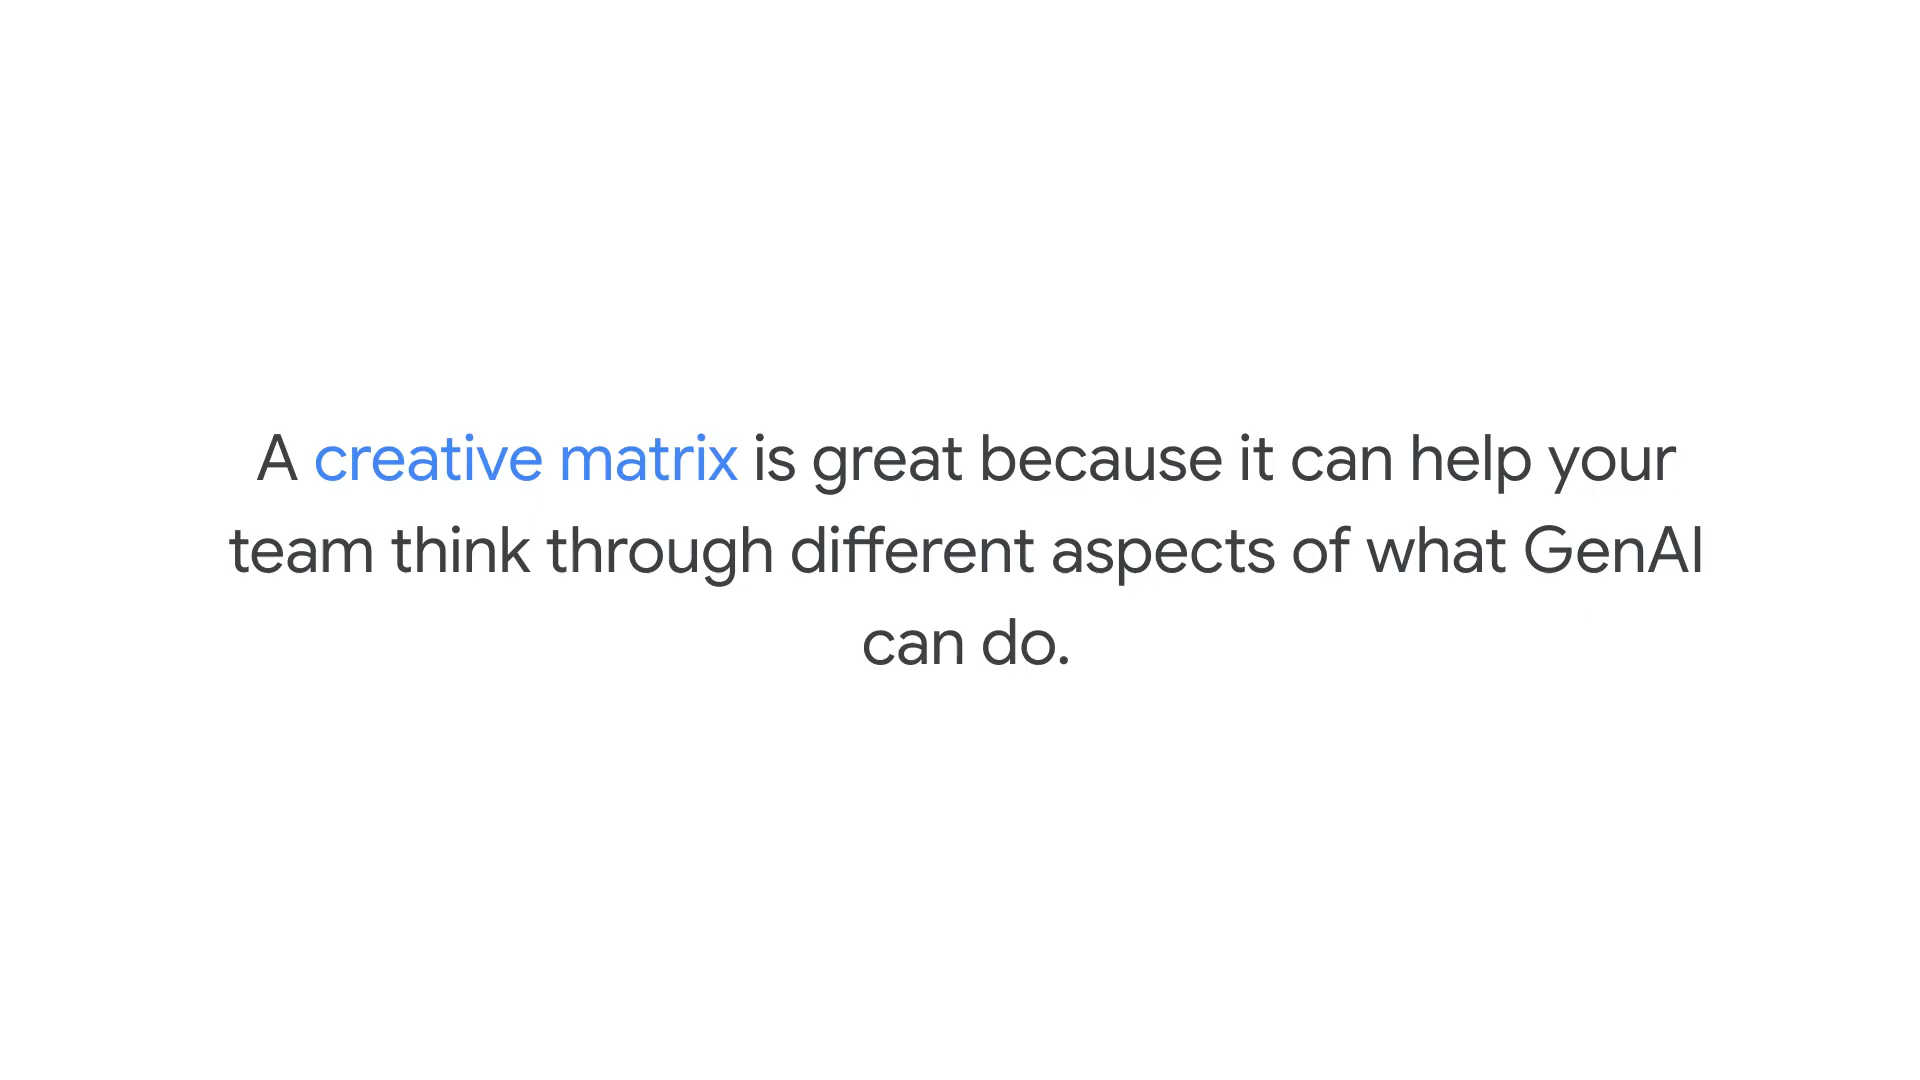 A creative matrix is great because it can help your
team think through different aspects of what GenAI
can do.